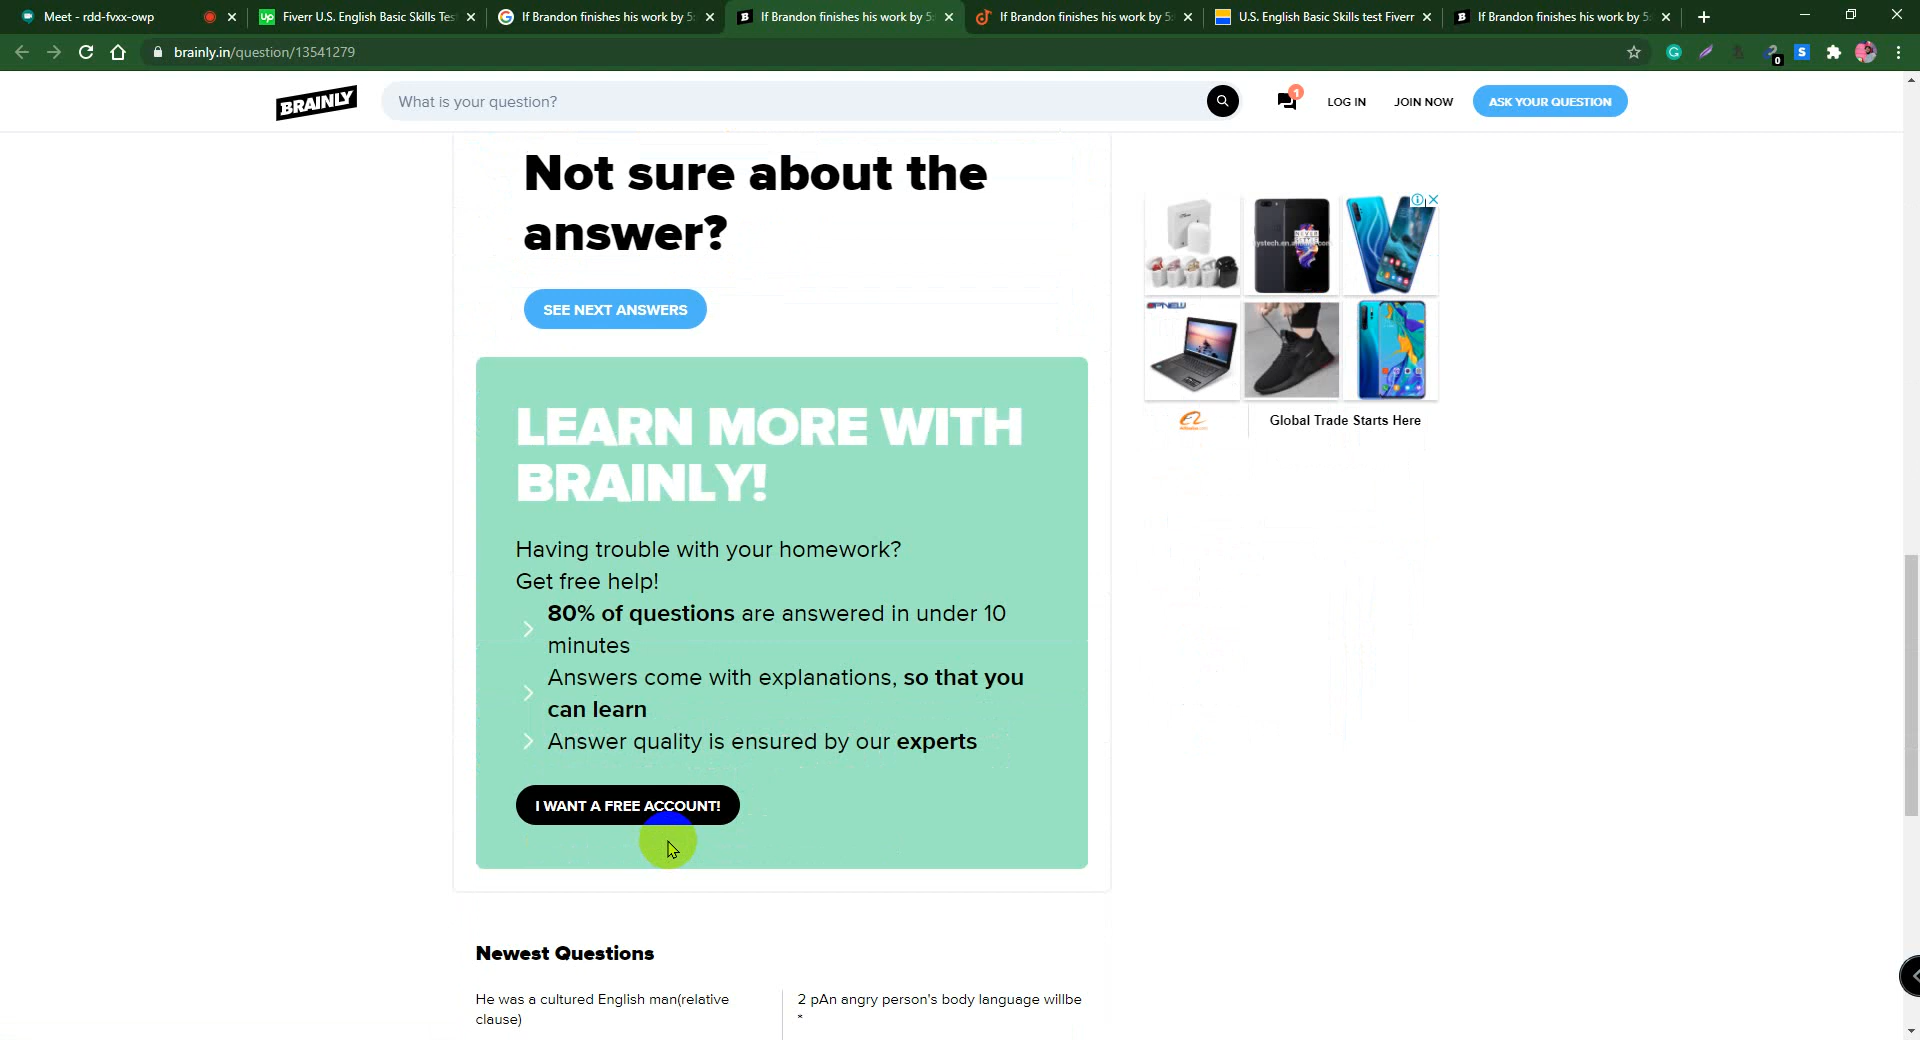 Meet - rdd-fvxx-owp
Fiverr U.S. English Basic Skills Tes
If Brandon finishes his work by 5:
If Brandon finishes his work by 5:
If Brandon finishes his work by 5:
U.S. English Basic Skills test Fiverr
If Brandon finishes his work by 5:
brainly.in/question/13541279
0
BRAINLY
What is your question?
1
LOG IN
JOIN NOW
ASK YOUR QUESTION
Not sure about the
answer?
SEE NEXT ANSWERS
LEARN MORE WITH
BRAINLY!
Having trouble with your homework?
Get free help!
80% of questions are answered in under 10
minutes
Answers come with explanations, so that you
can learn
Answer quality is ensured by our experts
I WANT A FREE ACCOUNT!
Global Trade Starts Here
Newest Questions
He was a cultured English man(relative
clause)
2 pAn angry person's body language willbe
*